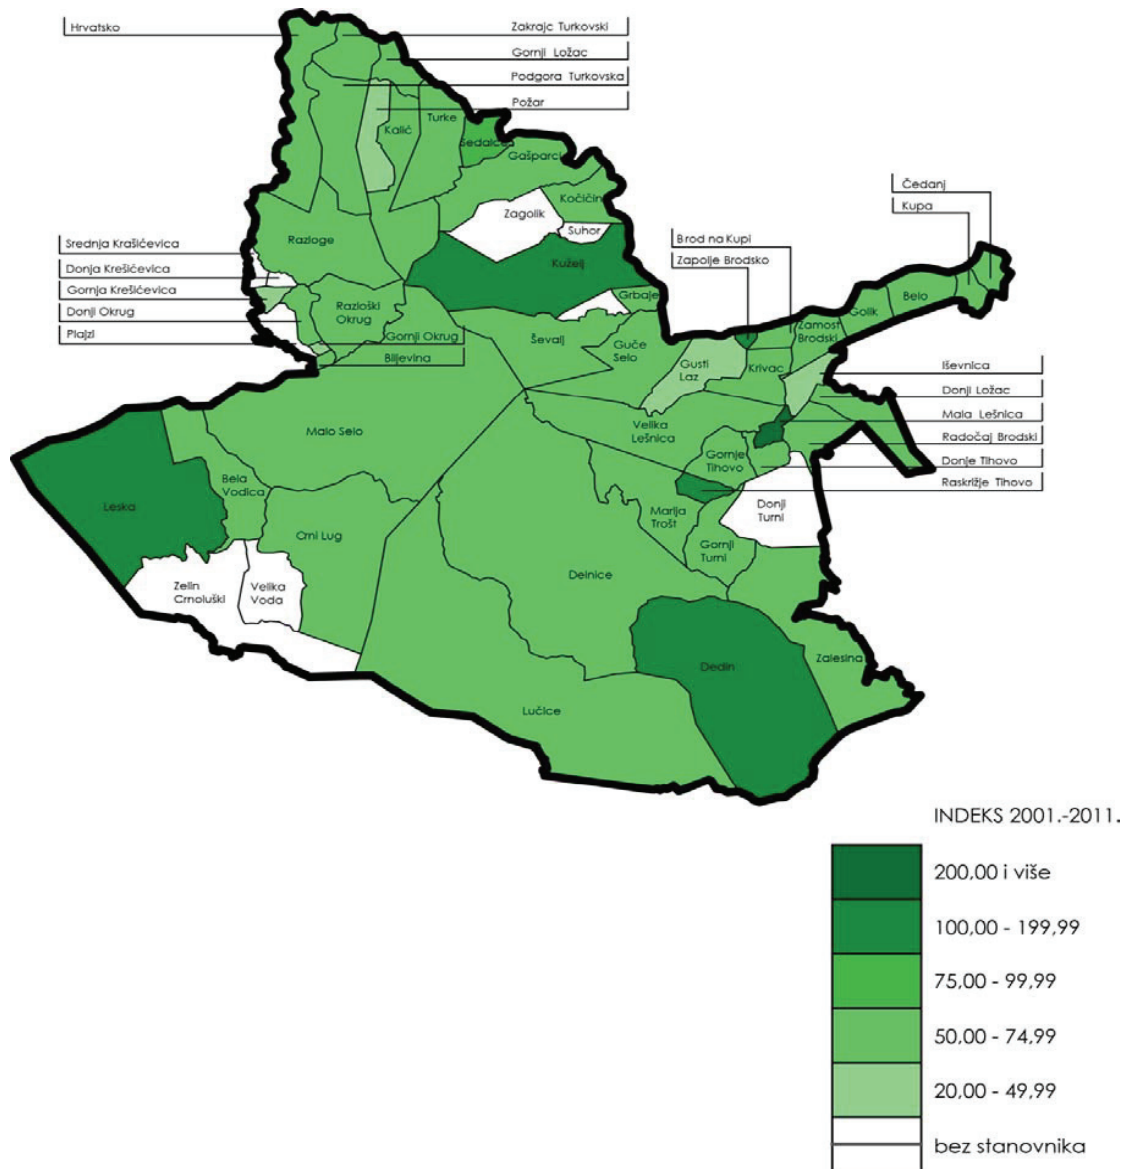 Hrvatsko
Zakrajc Turkovski
Gornji Ložac
Podgora Turkovska
Požar
Kalić
Turke
Sedalce
Gašparci
Kočičin
Zagolik
Suhor
Čedanj
Kupa
Brod na Kupi
Zapolje Brodsko
Razloge
Kuželj
Grbaje
Srednja Krašićevica
Donja Krešićevica
Gornja Krešićevica
Donji Okrug
Plajzi
Razloški
Okrug
Gornji Okrug
Biljevina
Ševalj
Guče
Selo
Gusti
Laz
Krivac
Zamost
Brodski
Golik
Belo
Iševnica
Donji Ložac
Mala Lešnica
Radočaj Brodski
Donje Tihovo
Raskrižje Tihovo
Malo Selo
Velika
Lešnica
Gornje
Tihovo
Leska
Bela
Vodica
Crni Lug
Marija
Trošt
Donji
Turni
Gornji
Turni
Delnice
Zelin
Crnoluški
Velika
Voda
Dedin
Zalesina
Lučice
INDEKS 2001.-2011.
200,00 i više
100,00 - 199,99
75,00 - 99,99
50,00 - 74,99
20,00 - 49,99
bez stanovnika